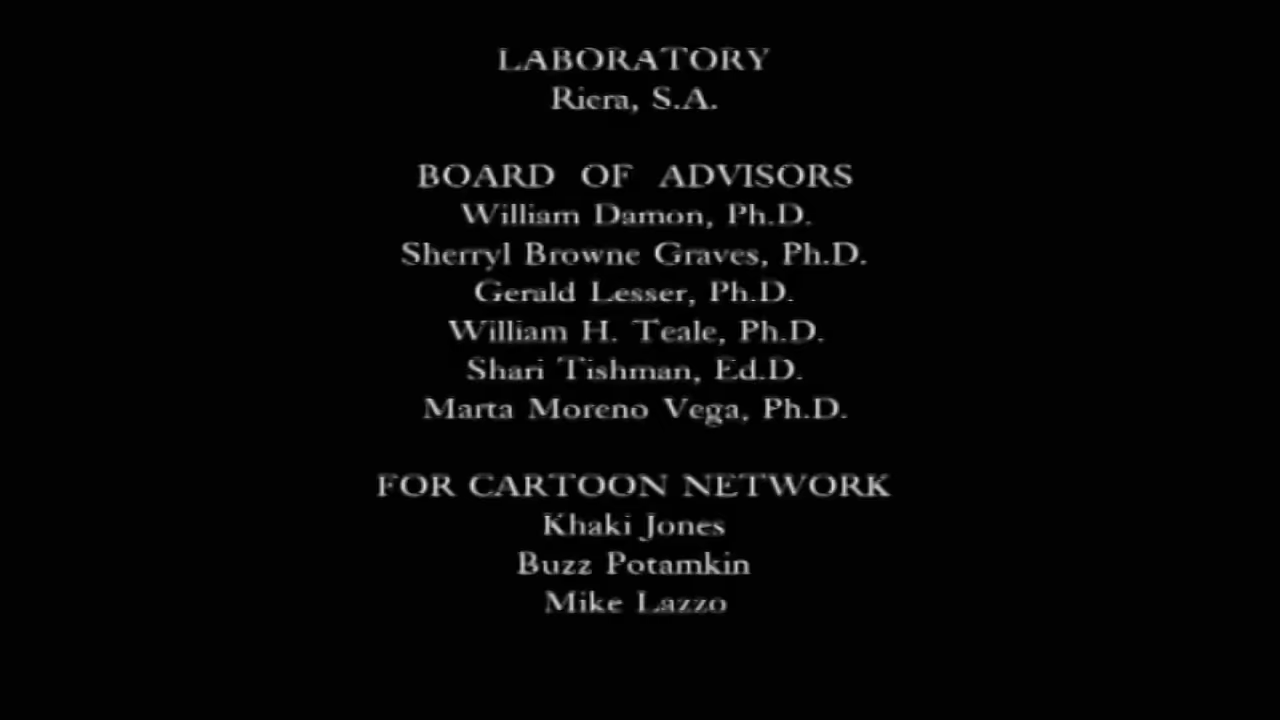 LABORATORY
Riera, S.A.
BOARD OF ADVISORS
William Damon, Ph.D.
Sherryl Browne Graves, Ph.D.
Gerald Lesser, Ph.D.
William H. Teale, Ph.D.
Shari Tishman, Ed.D.
Marta Moreno Vega, Ph.D.
FOR CARTOON NETWORK
Khaki Jones
Buzz Potamkin
Mike Lazzo